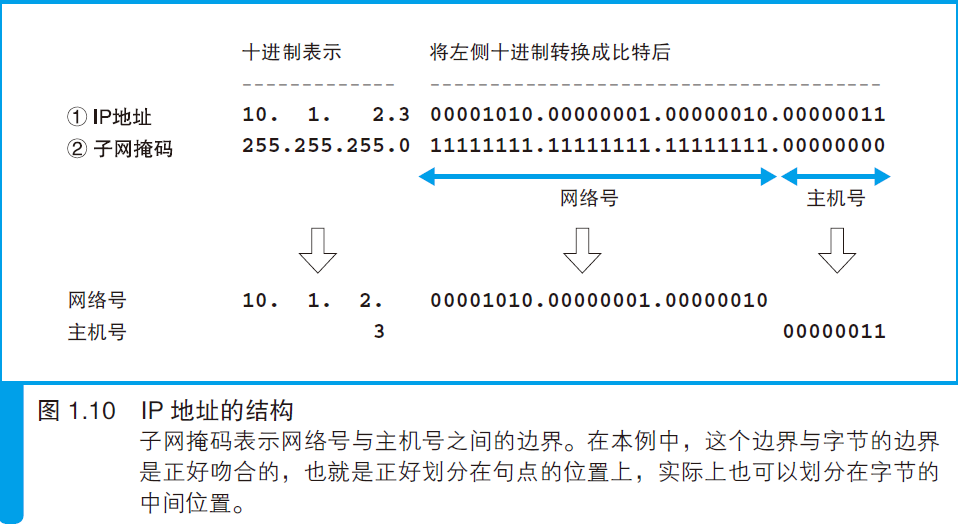 十进制表示 将左侧十进制转换成比特后
------------- --------------------------------------
① IP地址 10. 1. 2.3 00001010.00000001.00000010.00000011
② 子网掩码 255.255.255.0 11111111.11111111.11111111.00000000
网络号 主机号
网络号 10. 1. 2. 00001010.00000001.00000010
主机号 3 00000011
图 1.10 IP 地址的结构
子网掩码表示网络号与主机号之间的边界。在本例中，这个边界与字节的边界
是正好吻合的，也就是正好划分在句点的位置上，实际上也可以划分在字节的
中间位置。